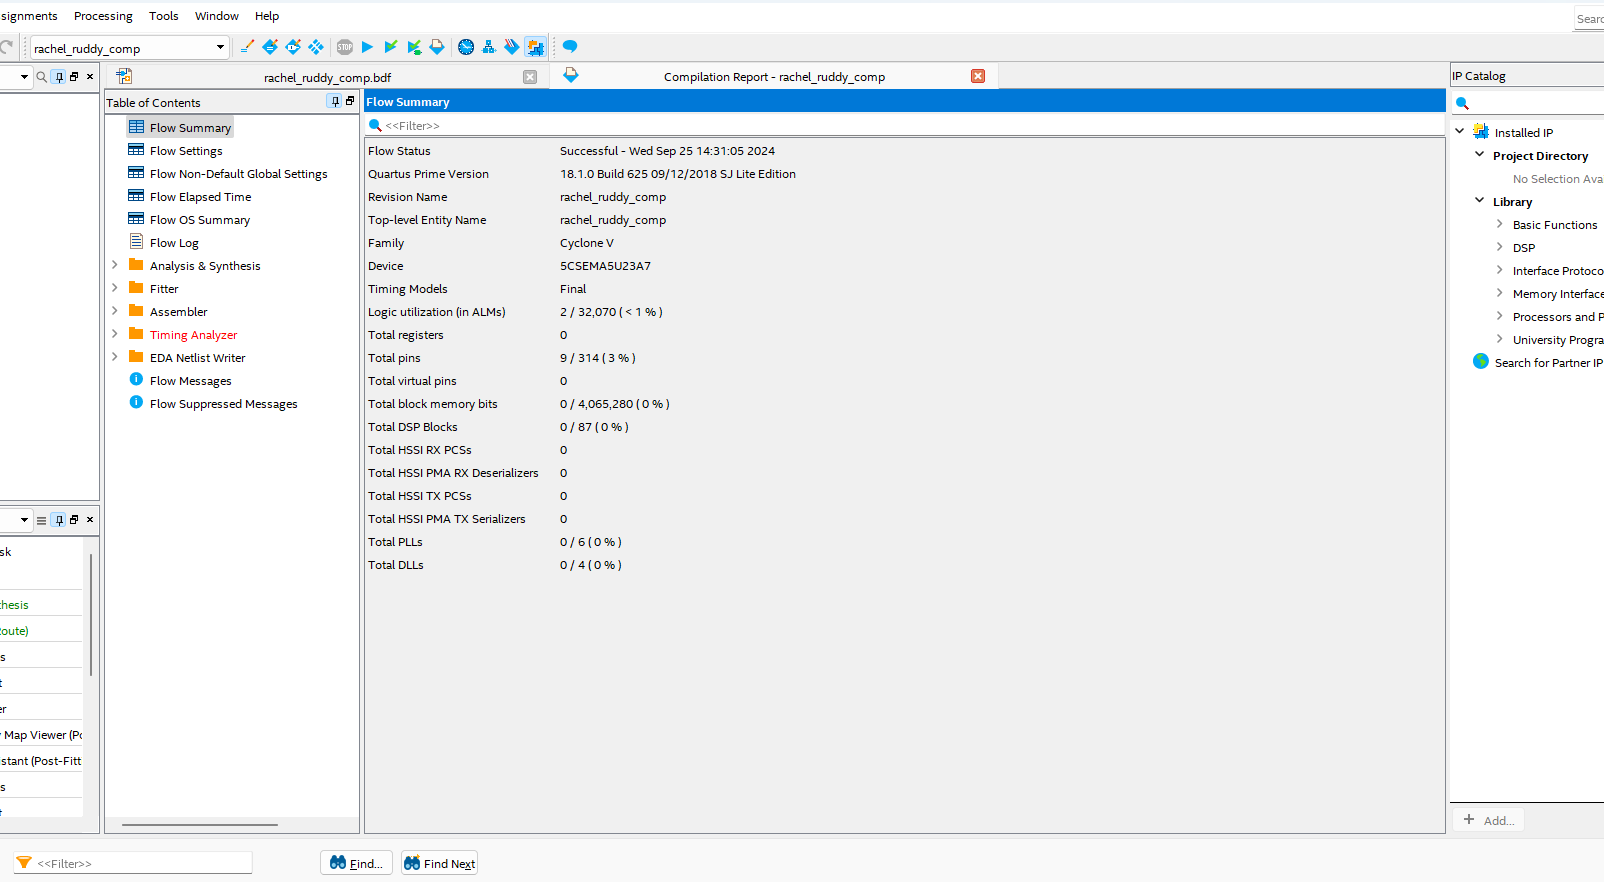 signments Processing Tools Window Help
Searc
rachel_ruddy_comp
STOP
rachel_ruddy_comp.bdf
Compilation Report - rachel_ruddy_comp
Table of Contents
Flow Summary
Flow Settings
Flow Non-Default Global Settings
Flow Elapsed Time
Flow OS Summary
Flow Log
Analysis & Synthesis
Fitter
Assembler
Timing Analyzer
EDA Netlist Writer
Flow Messages
Flow Suppressed Messages
Flow Summary
<<Filter>>
Flow Status Successful - Wed Sep 25 14:31:05 2024
Quartus Prime Version 18.1.0 Build 625 09/12/2018 SJ Lite Edition
Revision Name rachel_ruddy_comp
Top-level Entity Name rachel_ruddy_comp
Family Cyclone V
Device 5CSEMA5U23A7
Timing Models Final
Logic utilization (in ALMs) 2 / 32,070 ( < 1 % )
Total registers 0
Total pins 9 / 314 ( 3 % )
Total virtual pins 0
Total block memory bits 0 / 4,065,280 ( 0 % )
Total DSP Blocks 0 / 87 ( 0 % )
Total HSSI RX PCSs 0
Total HSSI PMA RX Deserializers 0
Total HSSI TX PCSs 0
Total HSSI PMA TX Serializers 0
Total PLLs 0 / 6 ( 0 % )
Total DLLs 0 / 4 ( 0 % )
IP Catalog
Installed IP
Project Directory
No Selection Ava
Library
Basic Functions
DSP
Interface Protoco
Memory Interface
Processors and P
University Progra
Search for Partner IP
+ Add...
sk
thesis
Route)
s
t
er
y Map Viewer (Po
istant (Post-Fitt
s
t
<<Filter>>
Find...
Find Next